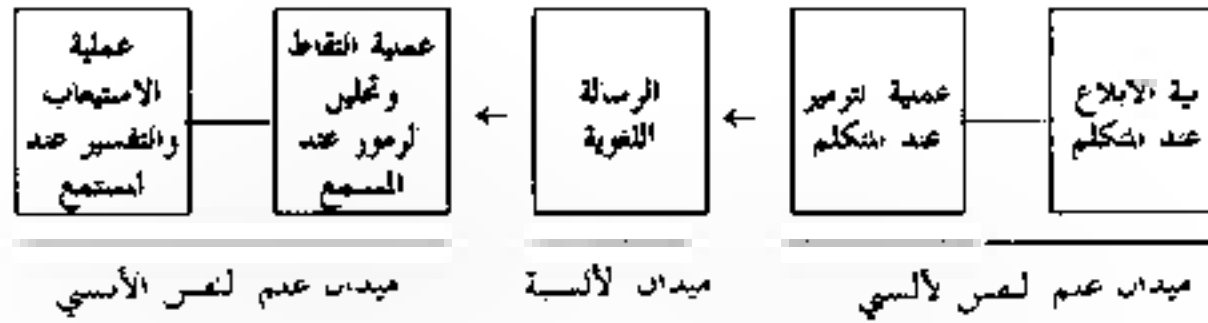 ية الابلاغ
عند المتكلم
عملية الترميز
عند المتكلم
←
الرسالة
اللغوية
←
عملية التقاط
وتحليل
الرموز عند
المستمع
عملية
الاستيعاب
والتفسير عند
المستمع
ميدان علم النفس الألسني
ميدان الألسنية
ميدان علم النفس الألسني